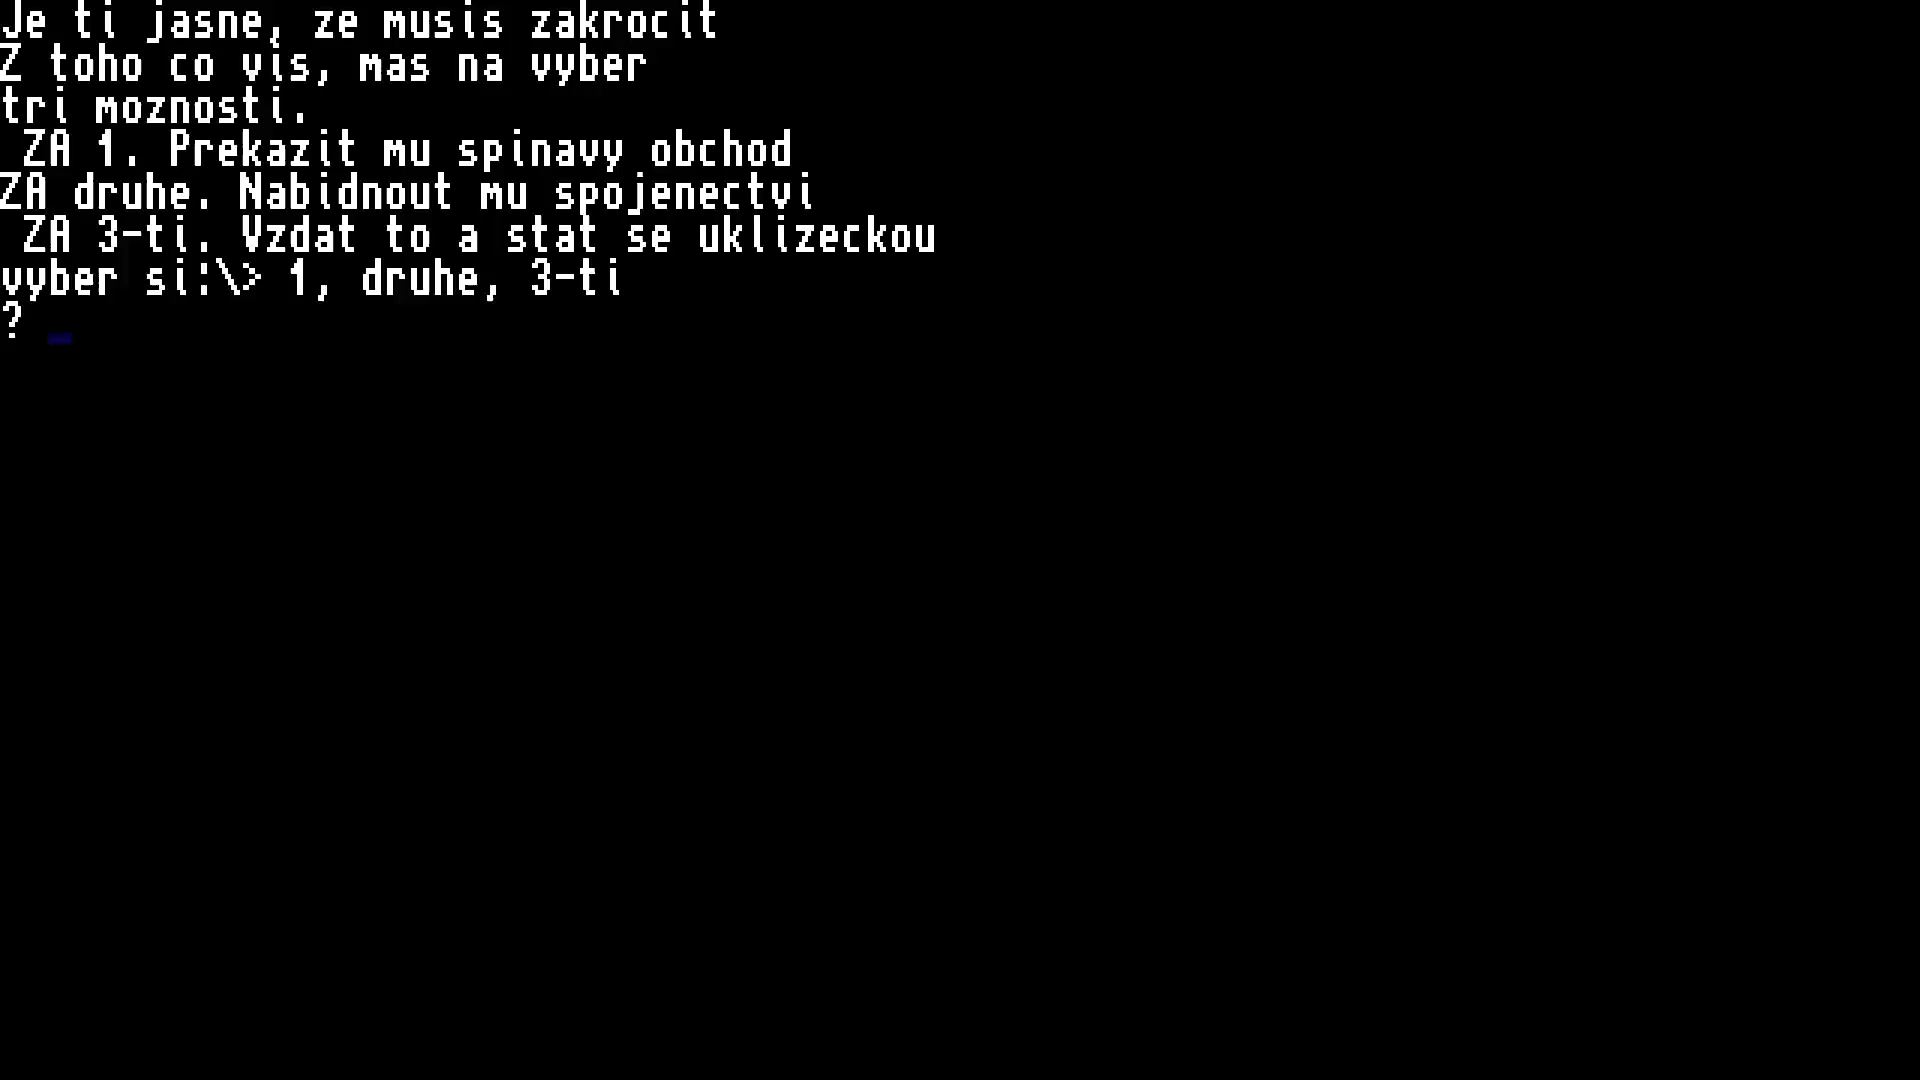 Je ti jasne, ze musis zakrocit
Z toho co vis, mas na vyber
tri moznosti.
ZA 1. Prekazit mu spinavy obchod
ZA druhe. Nabidnout mu spojenectvi
ZA 3-ti. Vzdat to a stat se uklizeckou
vyber si:\> 1, druhe, 3-ti
? _